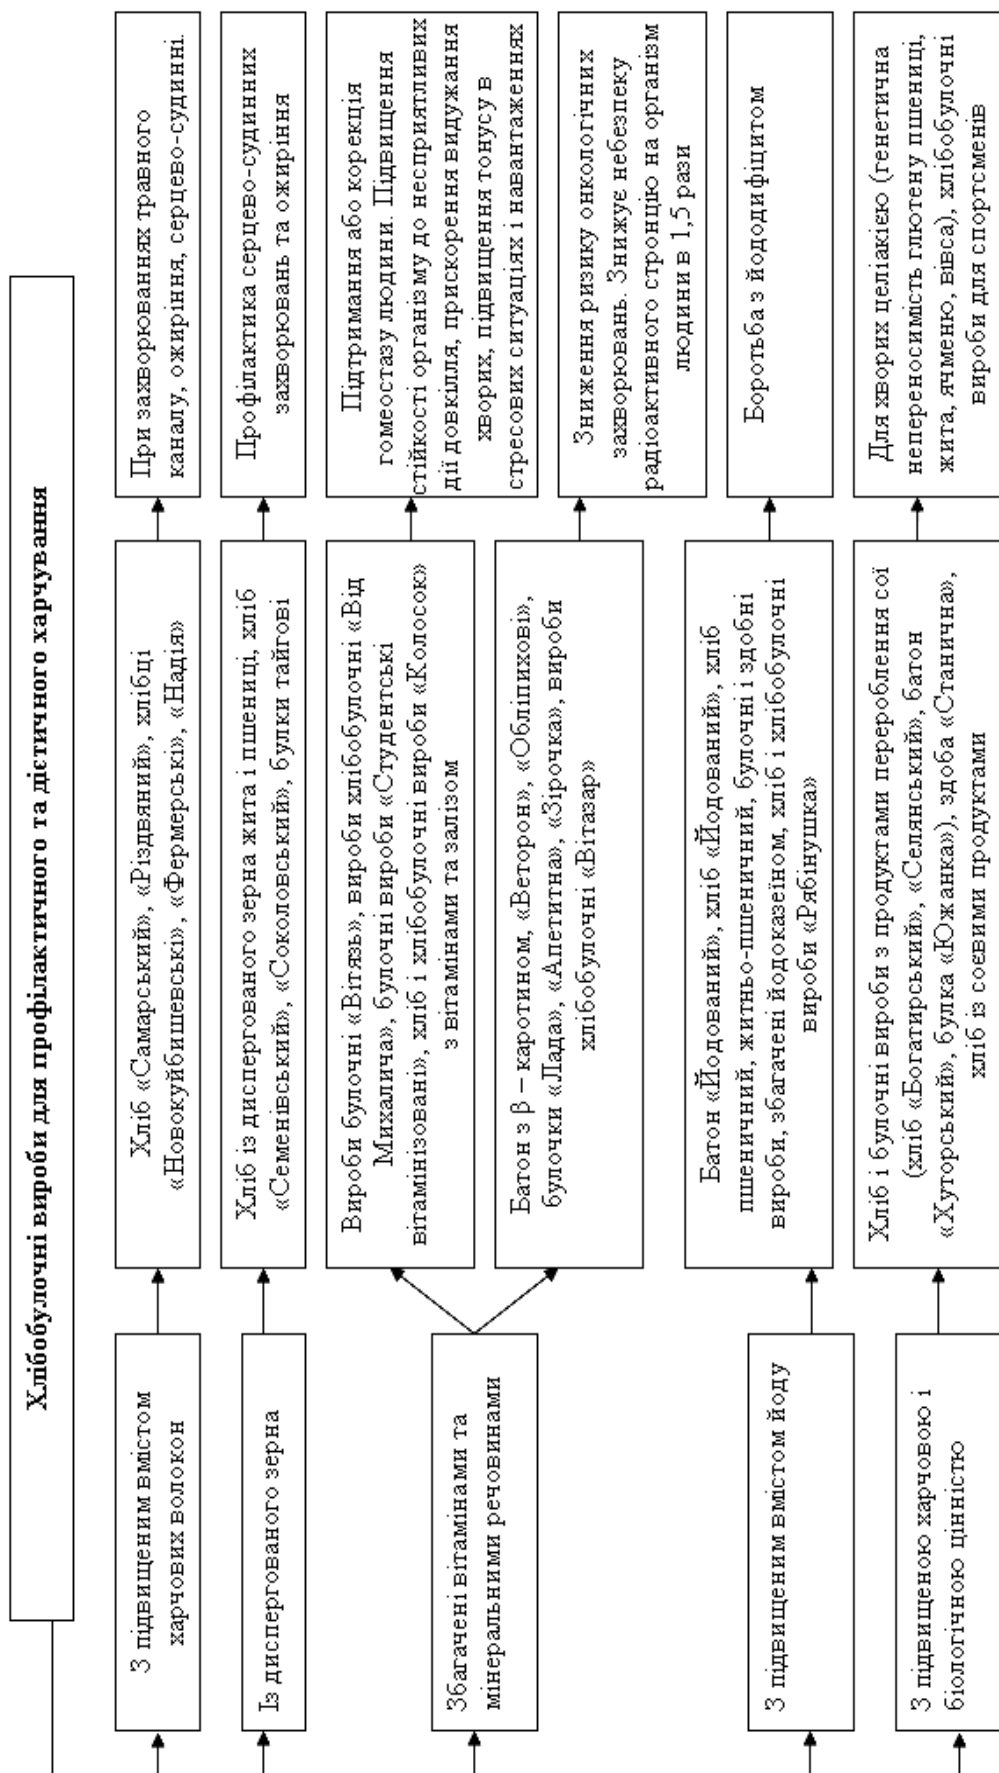 Хлібобулочні вироби для профілактичного та дієтичного харчування
З підвищеним вмістом
харчових волокон
Хліб «Самарський», «Різдвяний», хлібці
«Новокуйбишевські», «Фермерські», «Надія»
При захворюваннях травного
каналу, ожиріння, серцево-судинні.
Із диспергованого зерна
Хліб із диспергованого зерна жита і пшениці, хліб
«Семенівський», «Соколовський», булки тайгові
Профілактика серцево-судинних
захворювань та ожиріння
Збагачені вітамінами та
мінеральними речовинами
Вироби булочні «Вітязь», вироби хлібобулочні «Від
Михалича», булочні вироби «Студентські
вітамінізовані», хліб і хлібобулочні вироби «Колосок»
з вітамінами та залізом
Підтримання або корекція
гомеостазу людини. Підвищення
стійкості організму до несприятливих
дії довкілля, прискорення видужання
хворих, підвищення тонусу в
стресових ситуаціях і навантаженнях
Батон з β – каротином, «Веторон», «Обліпихові»,
булочки «Лада», «Апетитна», «Зірочка», вироби
хлібобулочні «Вітазар»
Зниження ризику онкологічних
захворювань. Знижує небезпеку
радіоактивного стронцію на організм
людини в 1,5 рази
З підвищеним вмістом йоду
Батон «Йодований», хліб «Йодований», хліб
пшеничний, житньо-пшеничний, булочні і здобні
вироби, збагачені йодоказеїном, хліб і хлібобулочні
вироби «Рябінушка»
Боротьба з йододифіцитом
З підвищеною харчовою і
біологічною цінністю
Хліб і булочні вироби з продуктами перероблення сої
(хліб «Богатирський», «Селянський», батон
«Хуторський», булка «Южанка»), здоба «Станична»,
хліб із соєвими продуктами
Для хворих целіакією (генетична
непереносимість глютену пшениці,
жита, ячменю, вівса), хлібобулочні
вироби для спортсменів